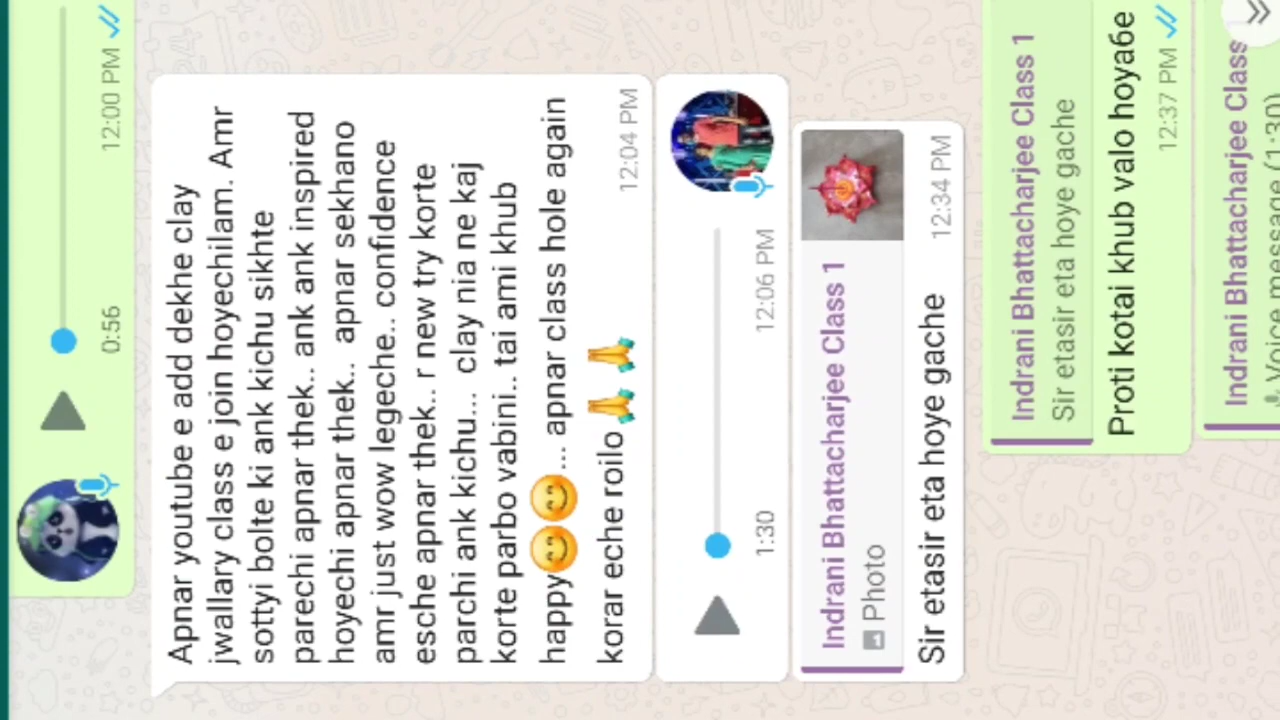 0:56
12:00 PM
Apnar youtube e add dekhe clay
jwallary class e join hoyechilam. Amr
sottyi bolte ki ank kichu sikhte
parechi apnar thek.. ank ank inspired
hoyechi apnar thek.. apnar sekhano
amr just wow legeche.. confidence
esche apnar thek.. r new try korte
parchi ank kichu... clay nia ne kaj
korte parbo vabini.. tai ami khub
happy😊😊... apnar class hole again
korar eche roilo 🙏 🙏
12:04 PM
1:30
12:06 PM
Indrani Bhattacharjee Class 1
Photo
Sir etasir eta hoye gache
12:34 PM
Indrani Bhattacharjee Class 1
Sir etasir eta hoye gache
Proti kotai khub valo hoya6e
12:37 PM
Indrani Bhattacharjee Class
Voice message (1:30)